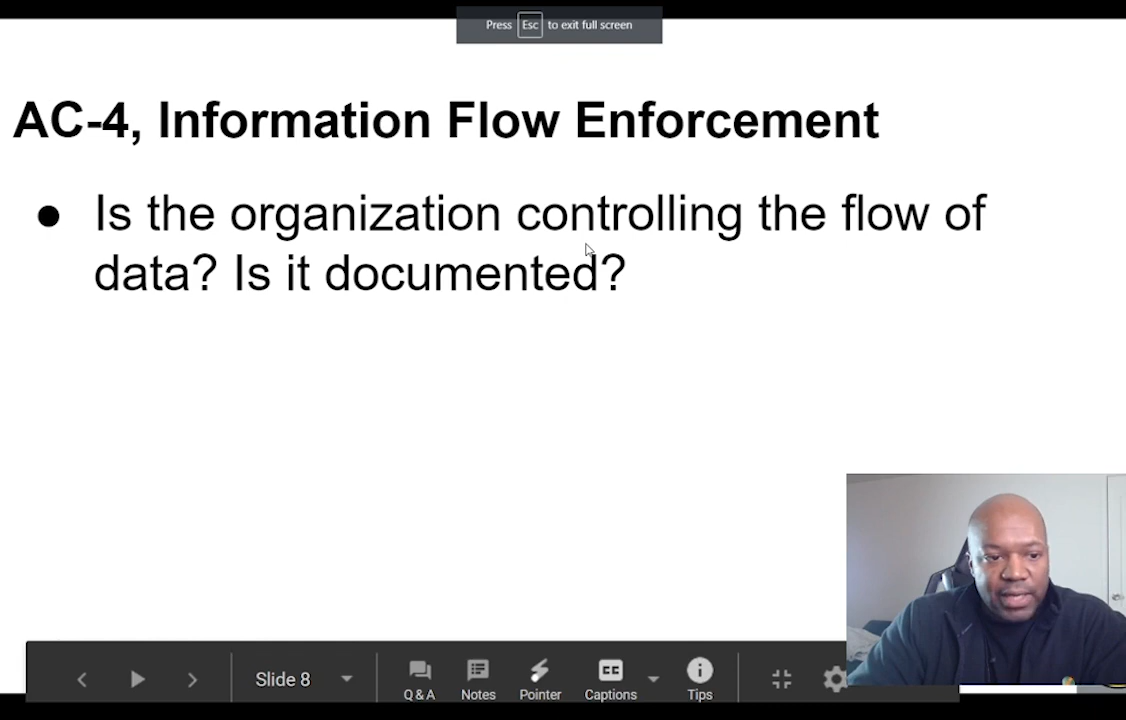 Press Esc to exit full screen
AC-4, Information Flow Enforcement
● Is the organization controlling the flow of
data? Is it documented?
Slide 8
Q & A Notes Pointer CC Captions Tips